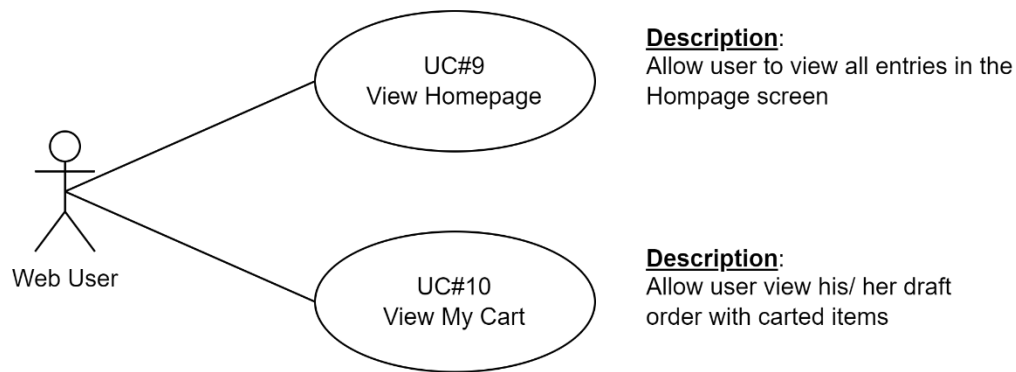 UC#9
View Homepage
Description:
Allow user to view all entries in the
Hompage screen
Web User
UC#10
View My Cart
Description:
Allow user view his/ her draft
order with carted items